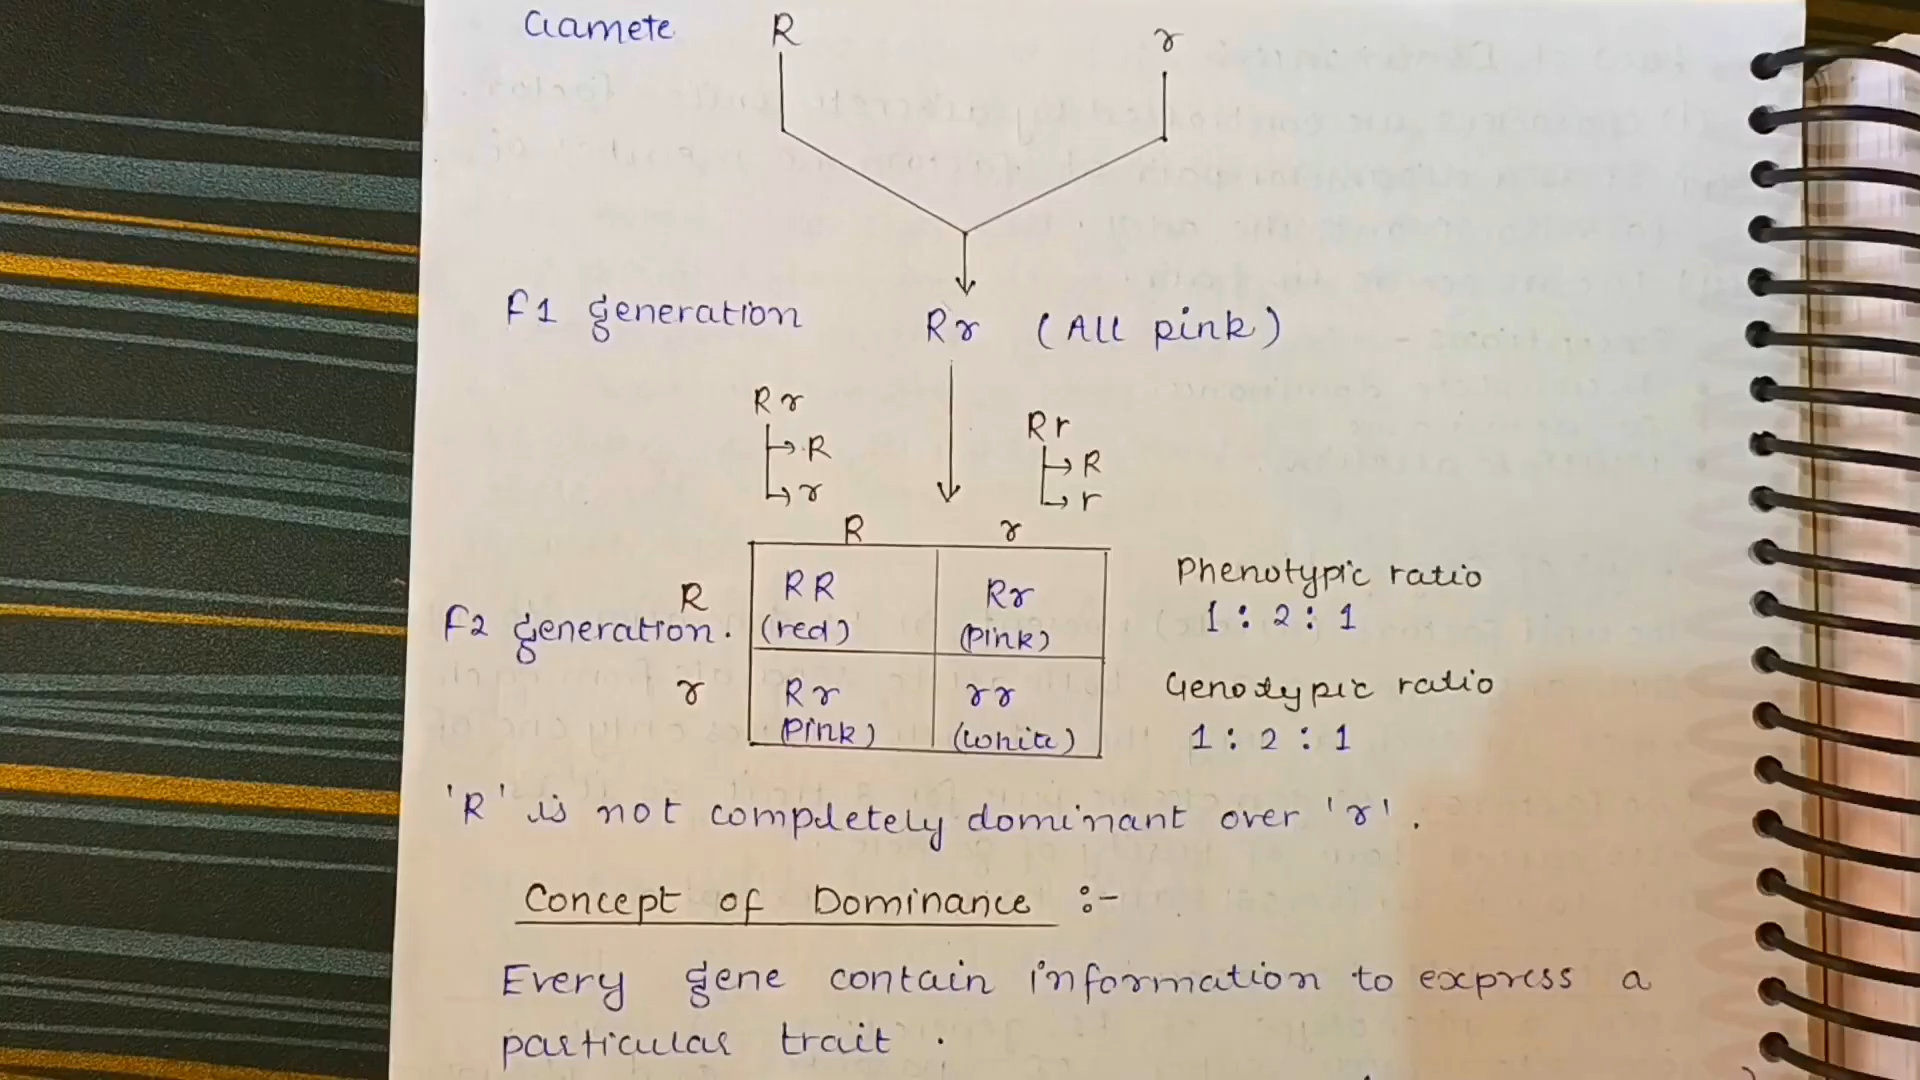 Gamete R r
F1 generation Rr (All pink)
Rr Rr
R R
r r
R r
R RR Rr
F2 generation. (red) (pink)
r Rr rr
(pink) (white)
Phenotypic ratio
1 : 2 : 1
Genotypic ratio
1 : 2 : 1
'R' is not completely dominant over 'r'.
Concept of Dominance :-
Every gene contain information to express a
particular trait .